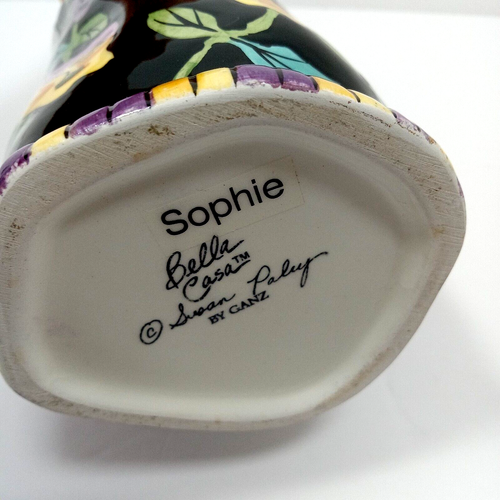 Sophie
Bella
Casa™
© Susan Paley
BY GANZ